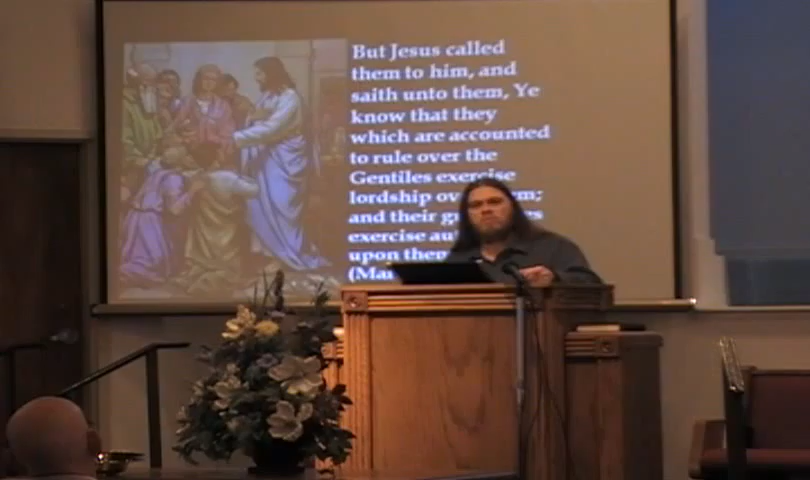 But Jesus called
them to him, and
saith unto them, Ye
know that they
which are accounted
to rule over the
Gentiles exercise
lordship
and their
exercise
upon